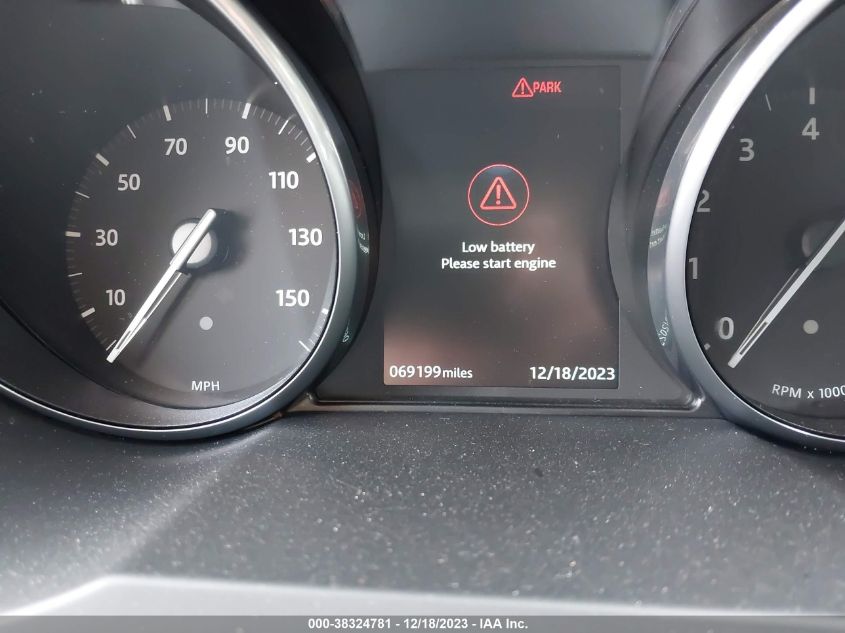 PARK
70 90
50 110
30 130
10 150
MPH
4
3
2
1
0
RPM x 1000
Low battery
Please start engine
069199 miles 12/18/2023
000-38324781 - 12/18/2023 - IAA Inc.